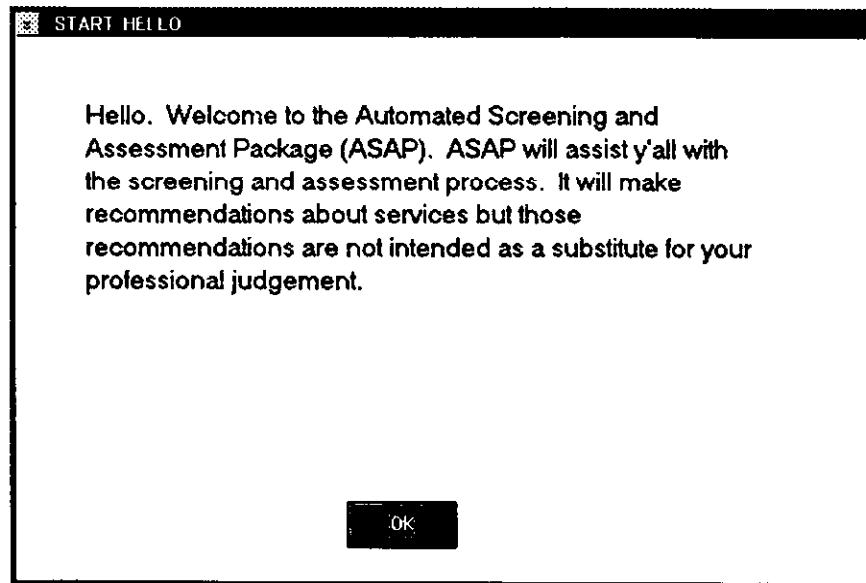 START HELLO
Hello. Welcome to the Automated Screening and
Assessment Package (ASAP). ASAP will assist y'all with
the screening and assessment process. It will make
recommendations about services but those
recommendations are not intended as a substitute for your
professional judgement.
OK